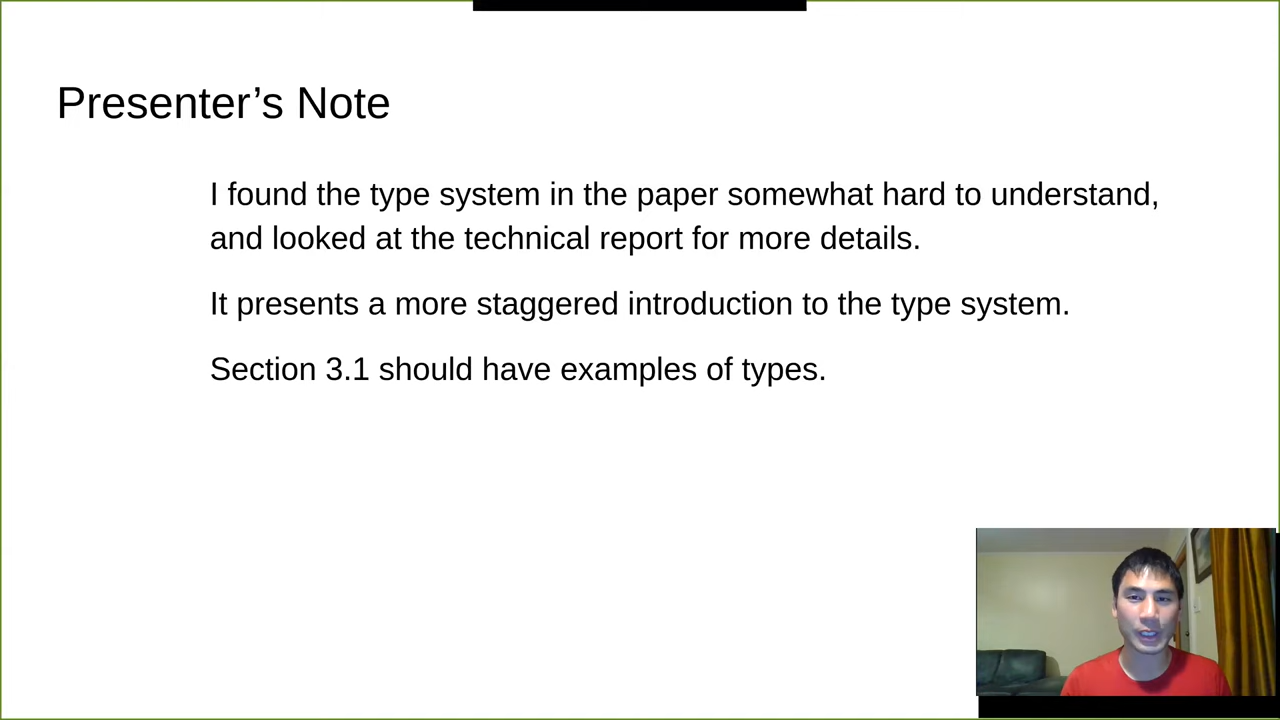 Presenter’s Note
I found the type system in the paper somewhat hard to understand,
and looked at the technical report for more details.
It presents a more staggered introduction to the type system.
Section 3.1 should have examples of types.